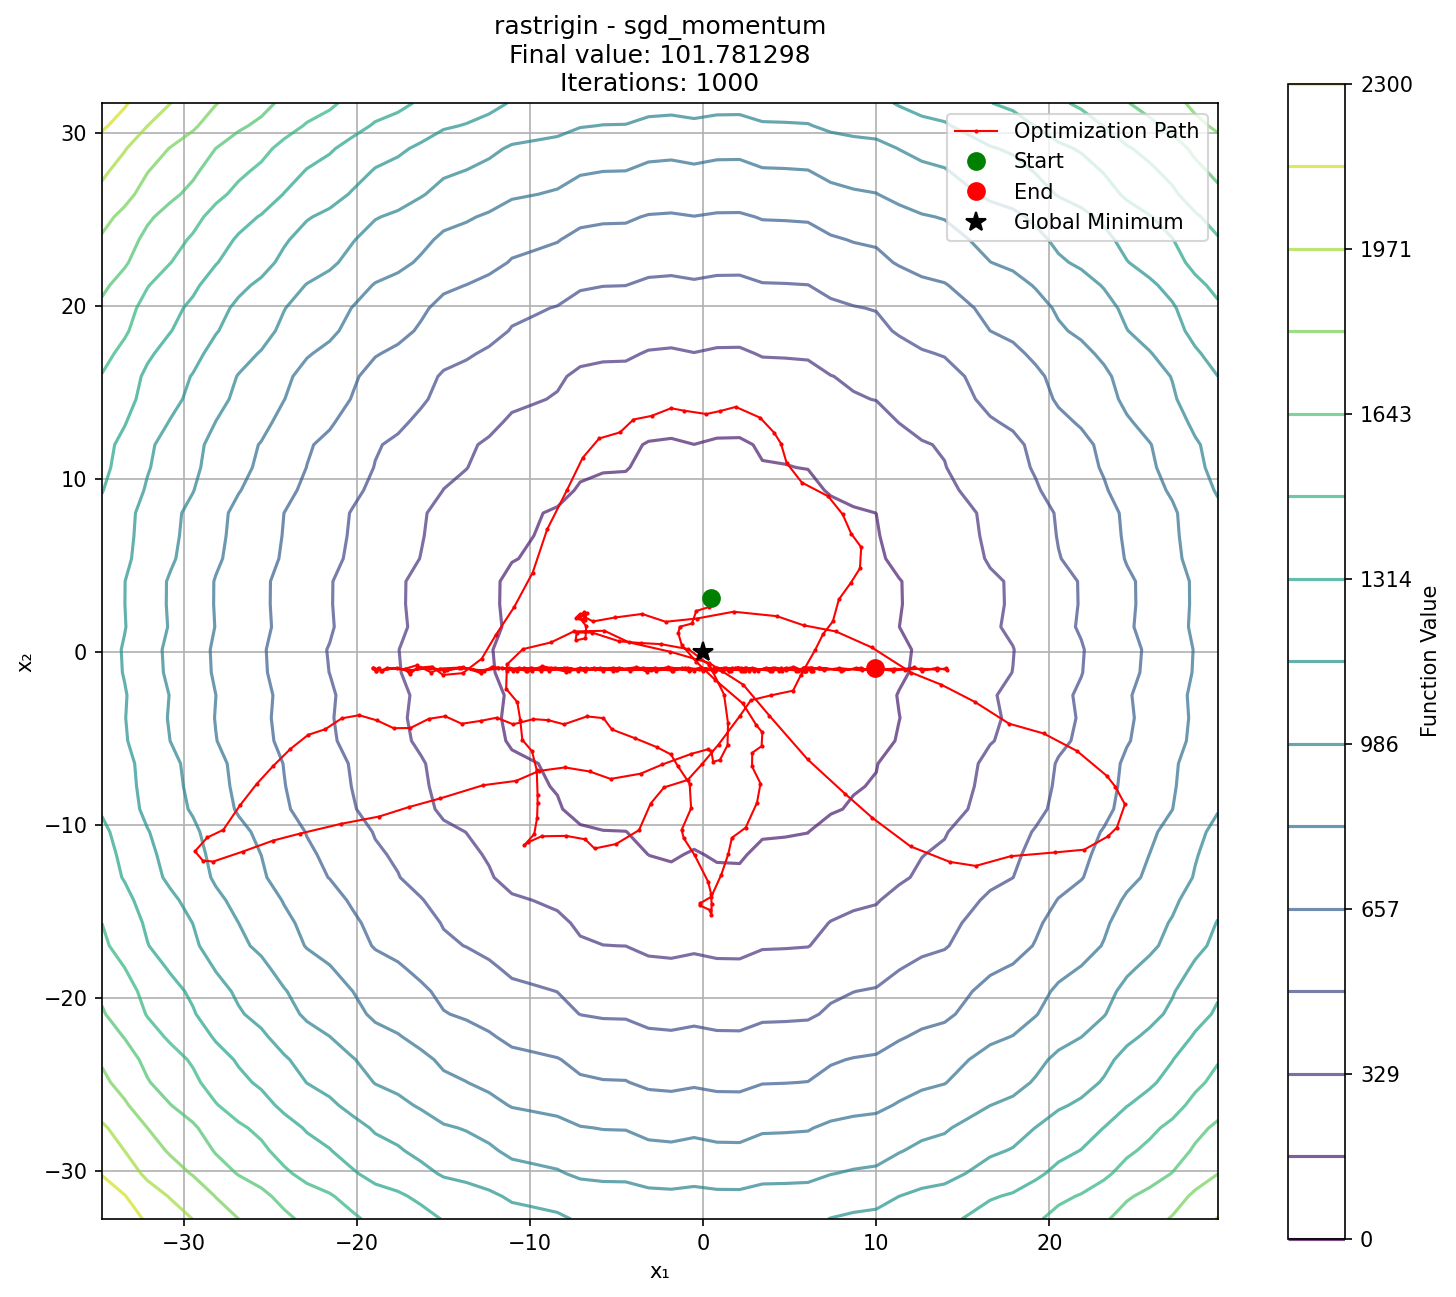 rastrigin - sgd_momentum
Final value: 101.781298
Iterations: 1000
Optimization Path
Start
End
Global Minimum
30
20
10
0
−10
−20
−30
x₂
−30
−20
−10
0
10
20
x₁
2300
1971
1643
1314
986
657
329
0
Function Value